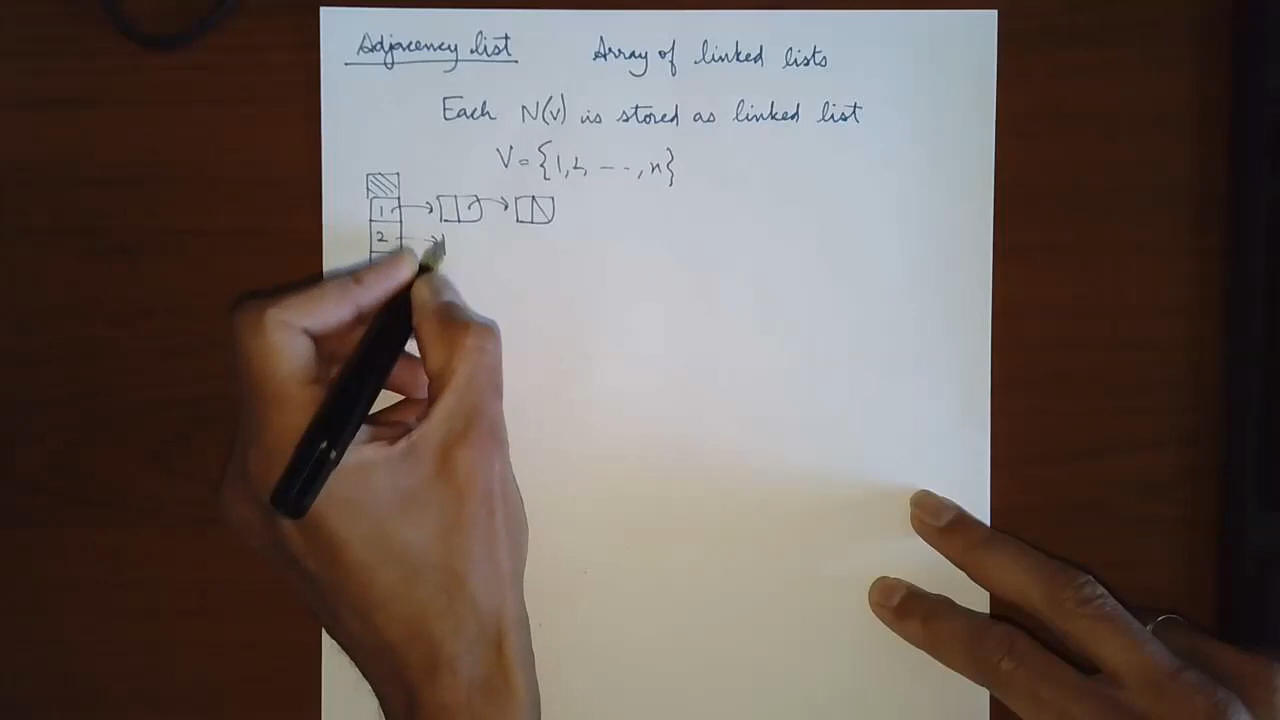 Adjacency list Array of linked lists
Each N(v) is stored as linked list
V = {1, 2, ---, n}
1
2